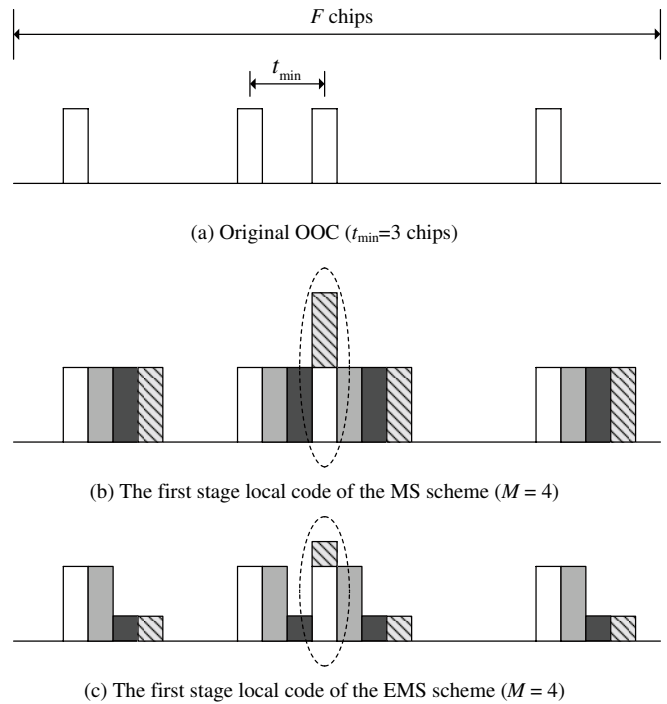 F chips
t_min
(a) Original OOC (t_min=3 chips)
(b) The first stage local code of the MS scheme (M = 4)
(c) The first stage local code of the EMS scheme (M = 4)